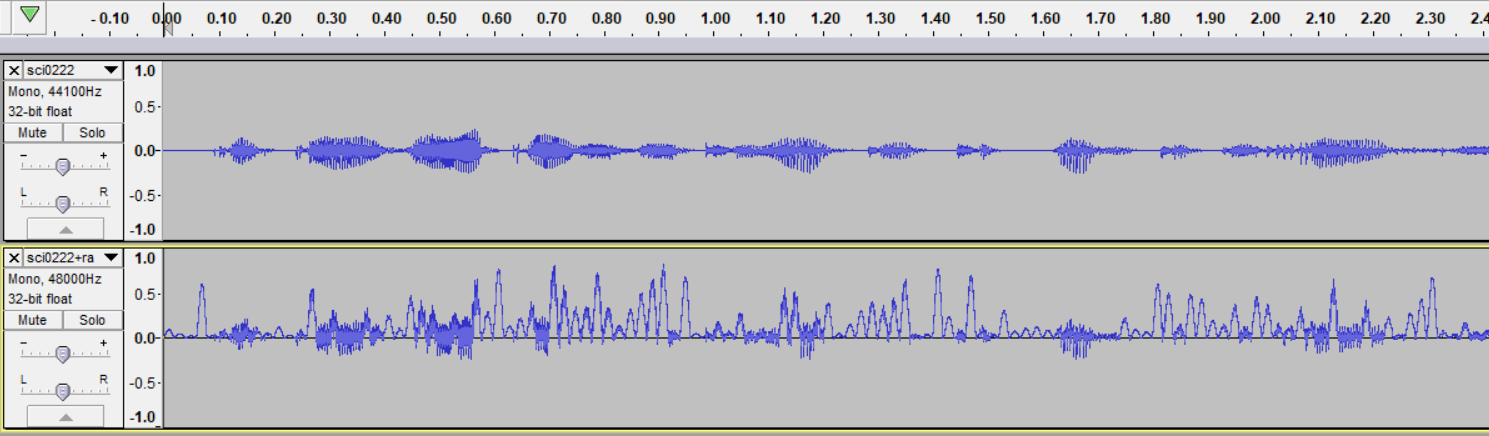 - 0.10 0.00 0.10 0.20 0.30 0.40 0.50 0.60 0.70 0.80 0.90 1.00 1.10 1.20 1.30 1.40 1.50 1.60 1.70 1.80 1.90 2.00 2.10 2.20 2.30 2.4
X sci0222 1.0
Mono, 44100Hz
32-bit float 0.5-
Mute Solo
- + 0.0-
L R -0.5-
-1.0
X sci0222+ra 1.0
Mono, 48000Hz
32-bit float 0.5-
Mute Solo
- + 0.0-
L R -0.5-
-1.0